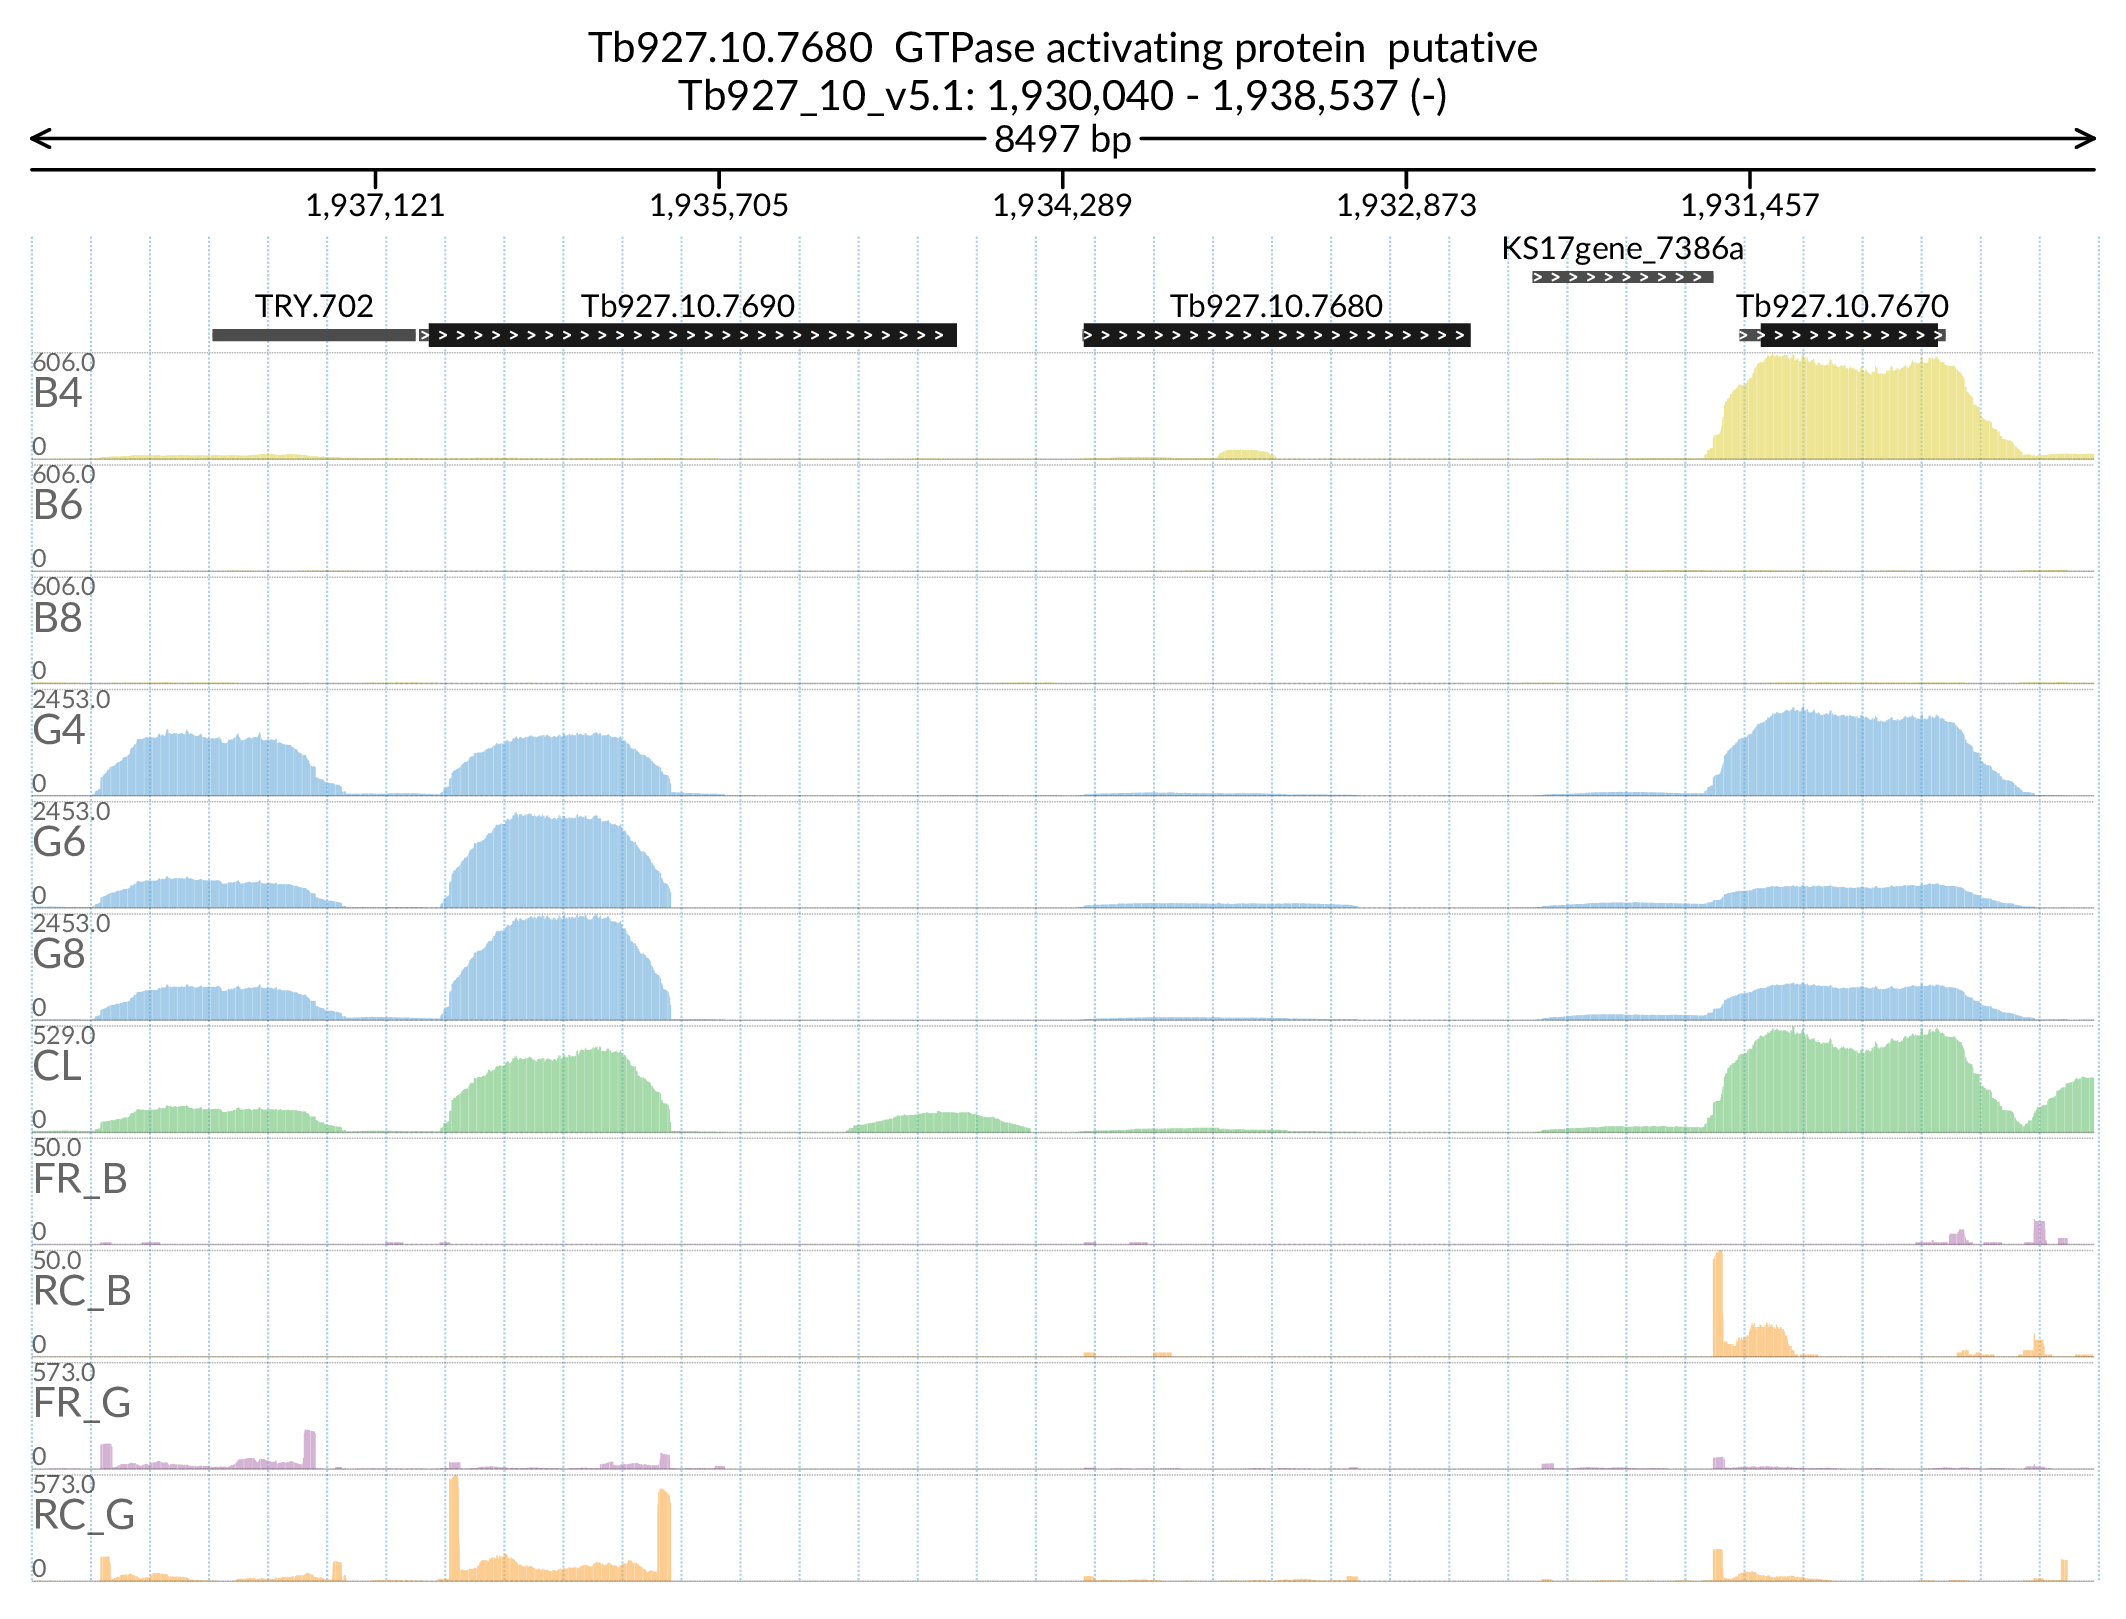 Tb927.10.7680  GTPase activating protein  putative
Tb927_10_v5.1: 1,930,040 - 1,938,537 (-)
8497 bp
1,937,121 1,935,705 1,934,289 1,932,873 1,931,457
KS17gene_7386a
TRY.702 Tb927.10.7690 Tb927.10.7680 Tb927.10.7670
606.0
B4
0
606.0
B6
0
606.0
B8
0
2453.0
G4
0
2453.0
G6
0
2453.0
G8
0
529.0
CL
0
50.0
FR_B
0
50.0
RC_B
0
573.0
FR_G
0
573.0
RC_G
0